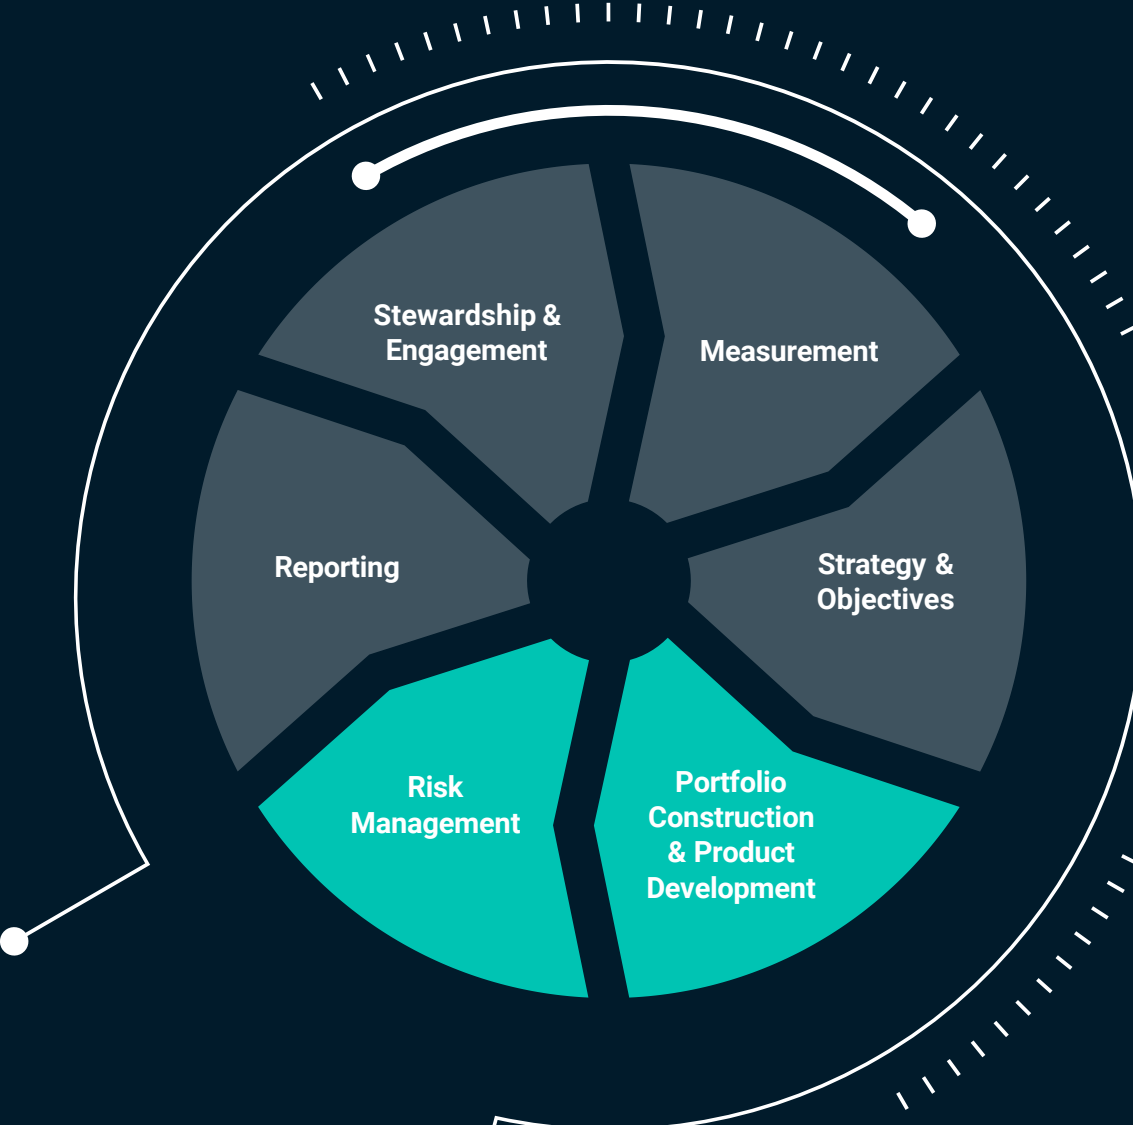 Stewardship &
Engagement
Measurement
Reporting
Strategy &
Objectives
Risk
Management
Portfolio
Construction
& Product
Development